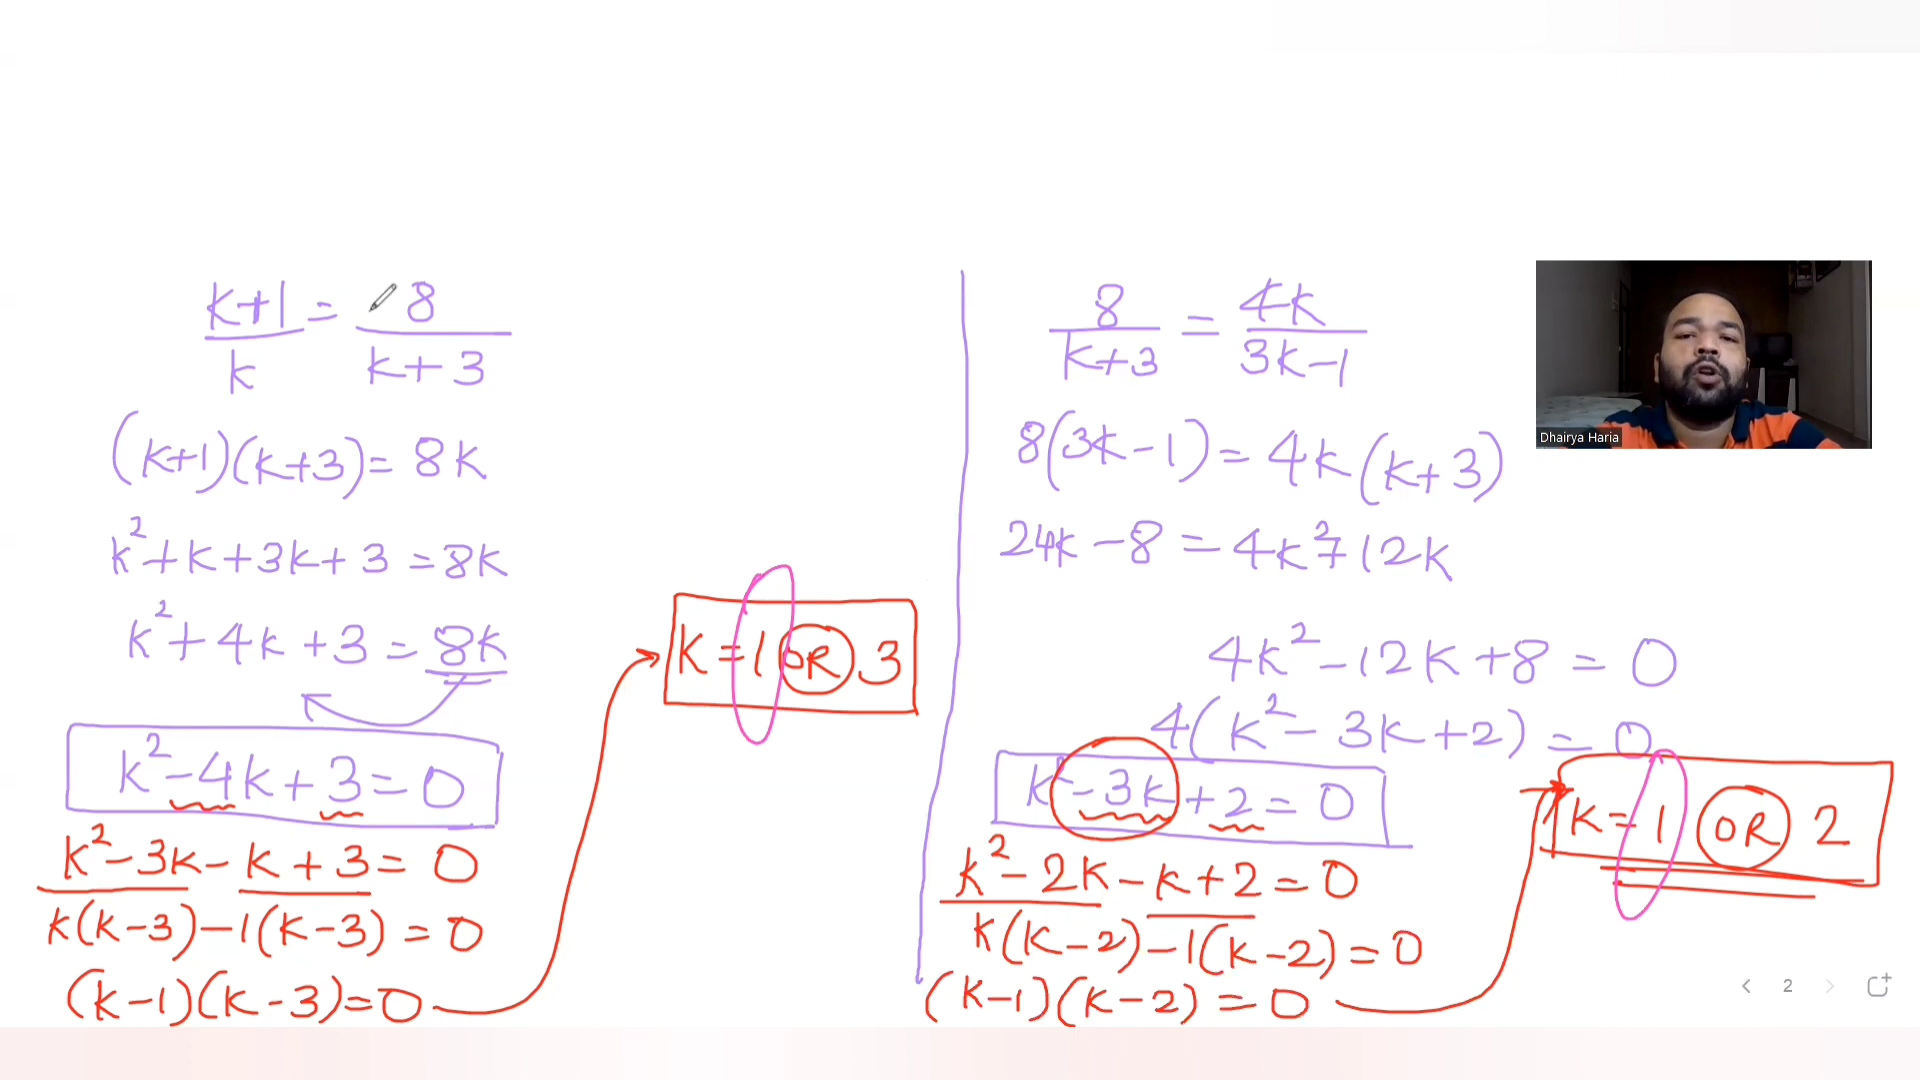 k+1 = 8
k k+3
(k+1)(k+3) = 8k
k² + k + 3k + 3 = 8k
k² + 4k + 3 = 8k
k² - 4k + 3 = 0
k² - 3k - k + 3 = 0
k(k-3) - 1(k-3) = 0
(k-1)(k-3) = 0
k = 1 OR 3
8 = 4k
k+3 3k-1
8(3k-1) = 4k(k+3)
24k - 8 = 4k² + 12k
4k² - 12k + 8 = 0
4(k² - 3k + 2) = 0
k² - 3k + 2 = 0
k² - 2k - k + 2 = 0
k(k-2) - 1(k-2) = 0
(k-1)(k-2) = 0
k = 1 OR 2
Dhairya Haria
2